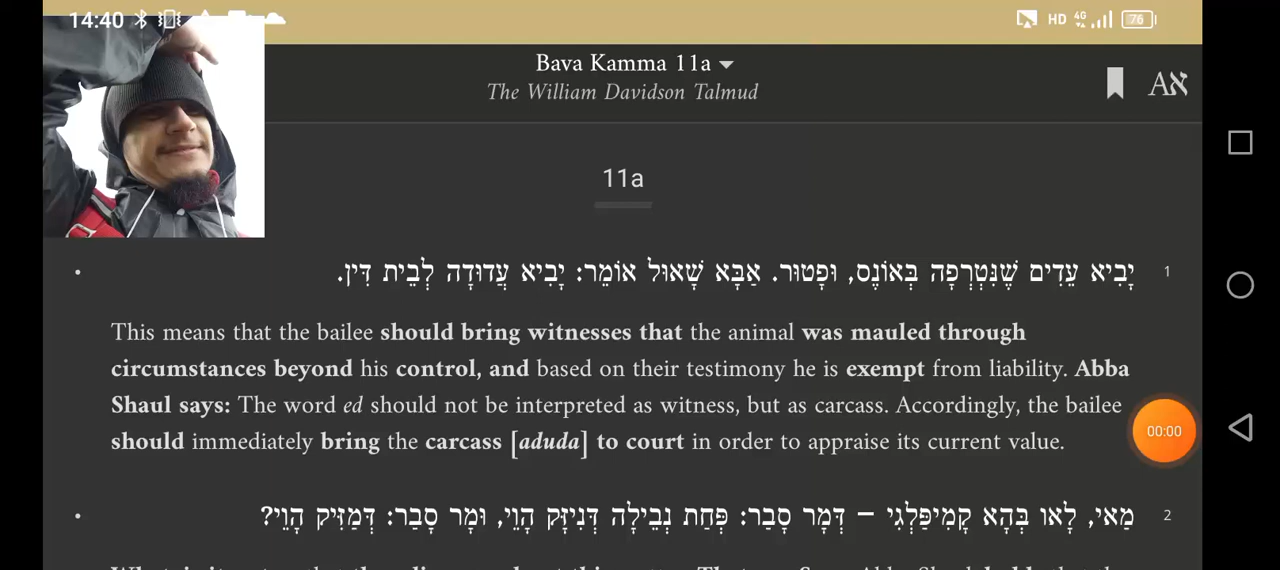 14:40
HD 4G 76
Bava Kamma 11a
The William Davidson Talmud
Aא
11a
יָבִיא עֵדִים שֶׁנִּטְרְפָה בְּאוֹנֶס, וּפָטוּר. אַבָּא שָׁאוּל אוֹמֵר: יָבִיא עֲדוּדָה לְבֵית דִּין.
1
This means that the bailee should bring witnesses that the animal was mauled through
circumstances beyond his control, and based on their testimony he is exempt from liability. Abba
Shaul says: The word ed should not be interpreted as witness, but as carcass. Accordingly, the bailee
should immediately bring the carcass [aduda] to court in order to appraise its current value.
00:00
מַאי, לָאו בְּהָא קָמִיפַּלְגִי – דְּמָר סָבַר: פְּחַת נְבֵילָה דְּנִיזָּק הָוֵי, וּמָר סָבַר: דְּמַזִּיק הָוֵי?
2